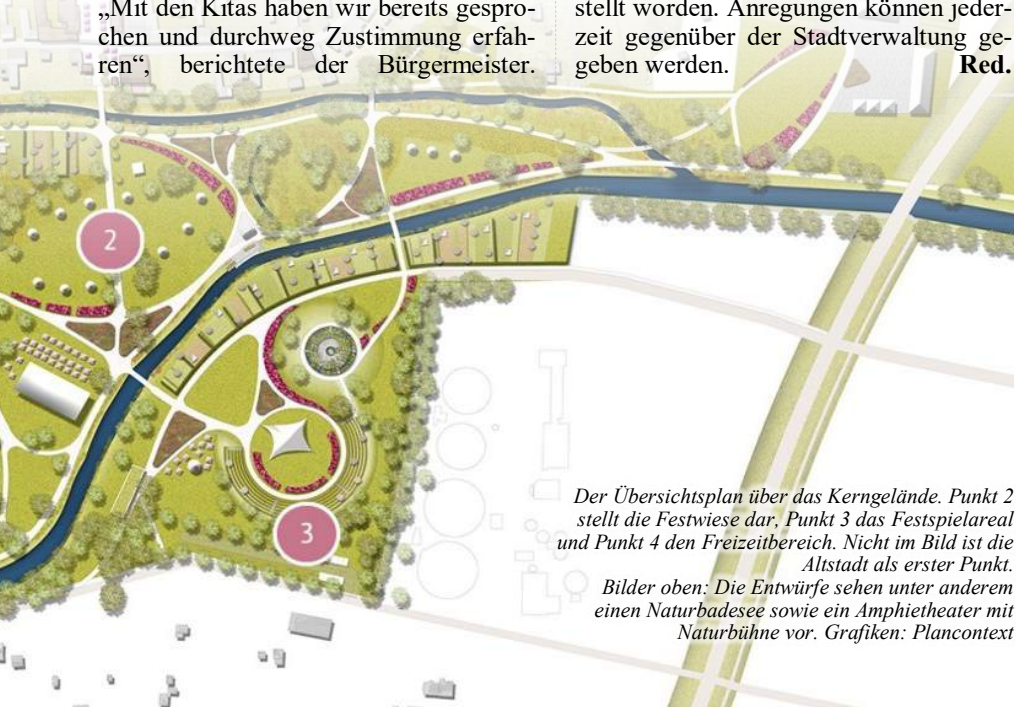 „Mit den Kitas haben wir bereits gespro-
chen und durchweg Zustimmung erfah-
ren“, berichtete der Bürgermeister.
stellt worden. Anregungen können jeder-
zeit gegenüber der Stadtverwaltung ge-
geben werden. Red.
2
3
Der Übersichtsplan über das Kerngelände. Punkt 2
stellt die Festwiese dar, Punkt 3 das Festspielareal
und Punkt 4 den Freizeitbereich. Nicht im Bild ist die
Altstadt als erster Punkt.
Bilder oben: Die Entwürfe sehen unter anderem
einen Naturbadesee sowie ein Amphietheater mit
Naturbühne vor. Grafiken: Plancontext